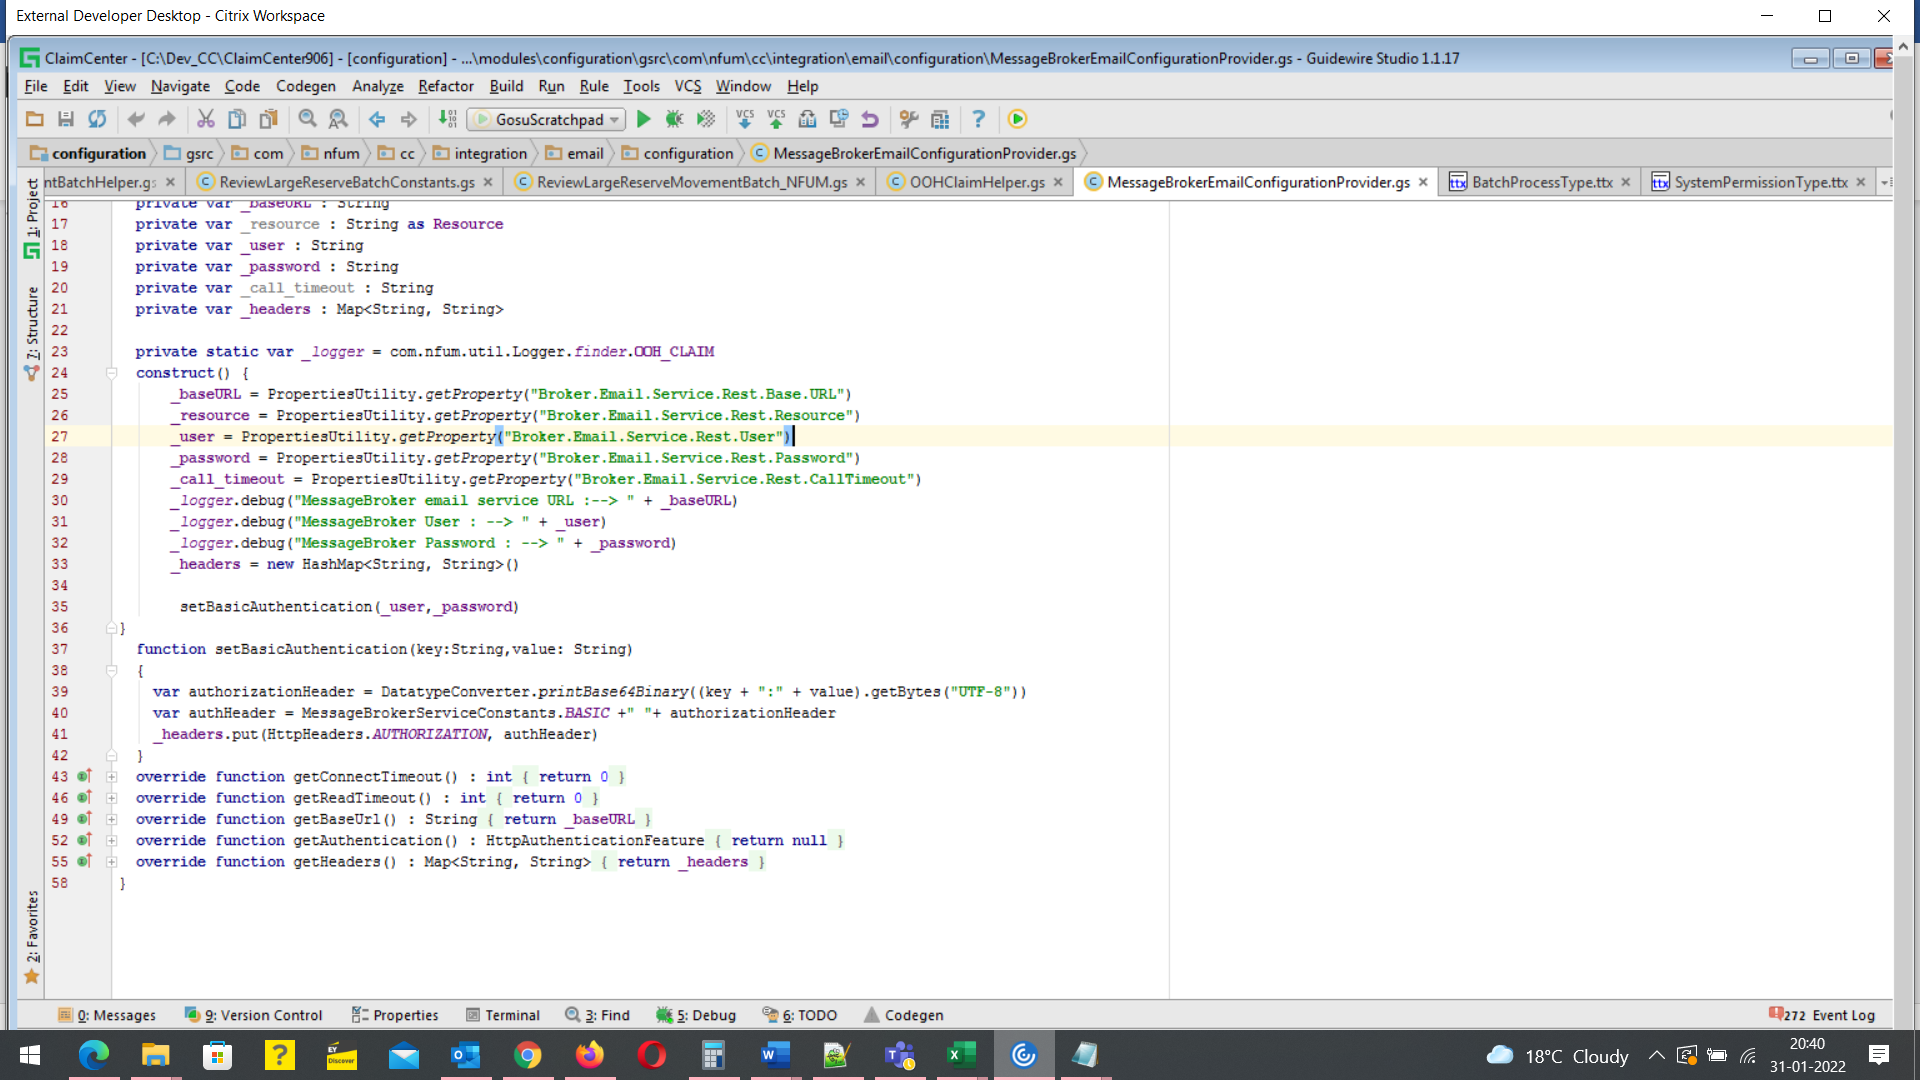 External Developer Desktop - Citrix Workspace
ClaimCenter - [C:\Dev_CC\ClaimCenter906] - [configuration] - ...\modules\configuration\gsrc\com\nfum\cc\integration\email\configuration\MessageBrokerEmailConfigurationProvider.gs - Guidewire Studio 1.1.17
File Edit View Navigate Code Codegen Analyze Refactor Build Run Rule Tools VCS Window Help
GosuScratchpad VCS VCS ?
configuration gsrc com nfum cc integration email configuration MessageBrokerEmailConfigurationProvider.gs
ntBatchHelper.gs ReviewLargeReserveBatchConstants.gs ReviewLargeReserveMovementBatch_NFUM.gs OOHClaimHelper.gs MessageBrokerEmailConfigurationProvider.gs BatchProcessType.ttx SystemPermissionType.ttx
1: Project
7: Structure
2: Favorites
16 private var _baseURL : String
17 private var _resource : String as Resource
18 private var _user : String
19 private var _password : String
20 private var _call_timeout : String
21 private var _headers : Map<String, String>
22
23 private static var _logger = com.nfum.util.Logger.finder.OOH_CLAIM
24 construct() {
25 _baseURL = PropertiesUtility.getProperty("Broker.Email.Service.Rest.Base.URL")
26 _resource = PropertiesUtility.getProperty("Broker.Email.Service.Rest.Resource")
27 _user = PropertiesUtility.getProperty("Broker.Email.Service.Rest.User")
28 _password = PropertiesUtility.getProperty("Broker.Email.Service.Rest.Password")
29 _call_timeout = PropertiesUtility.getProperty("Broker.Email.Service.Rest.CallTimeout")
30 _logger.debug("MessageBroker email service URL :--> " + _baseURL)
31 _logger.debug("MessageBroker User : --> " + _user)
32 _logger.debug("MessageBroker Password : --> " + _password)
33 _headers = new HashMap<String, String>()
34
35 setBasicAuthentication(_user,_password)
36 }
37 function setBasicAuthentication(key:String,value: String)
38 {
39 var authorizationHeader = DatatypeConverter.printBase64Binary((key + ":" + value).getBytes("UTF-8"))
40 var authHeader = MessageBrokerServiceConstants.BASIC +" "+ authorizationHeader
41 _headers.put(HttpHeaders.AUTHORIZATION, authHeader)
42 }
43 override function getConnectTimeout() : int { return 0 }
46 override function getReadTimeout() : int { return 0 }
49 override function getBaseUrl() : String { return _baseURL }
52 override function getAuthentication() : HttpAuthenticationFeature { return null }
55 override function getHeaders() : Map<String, String> { return _headers }
58 }
0: Messages 9: Version Control Properties Terminal 3: Find 5: Debug 6: TODO Codegen 272 Event Log
18°C Cloudy
20:40
31-01-2022